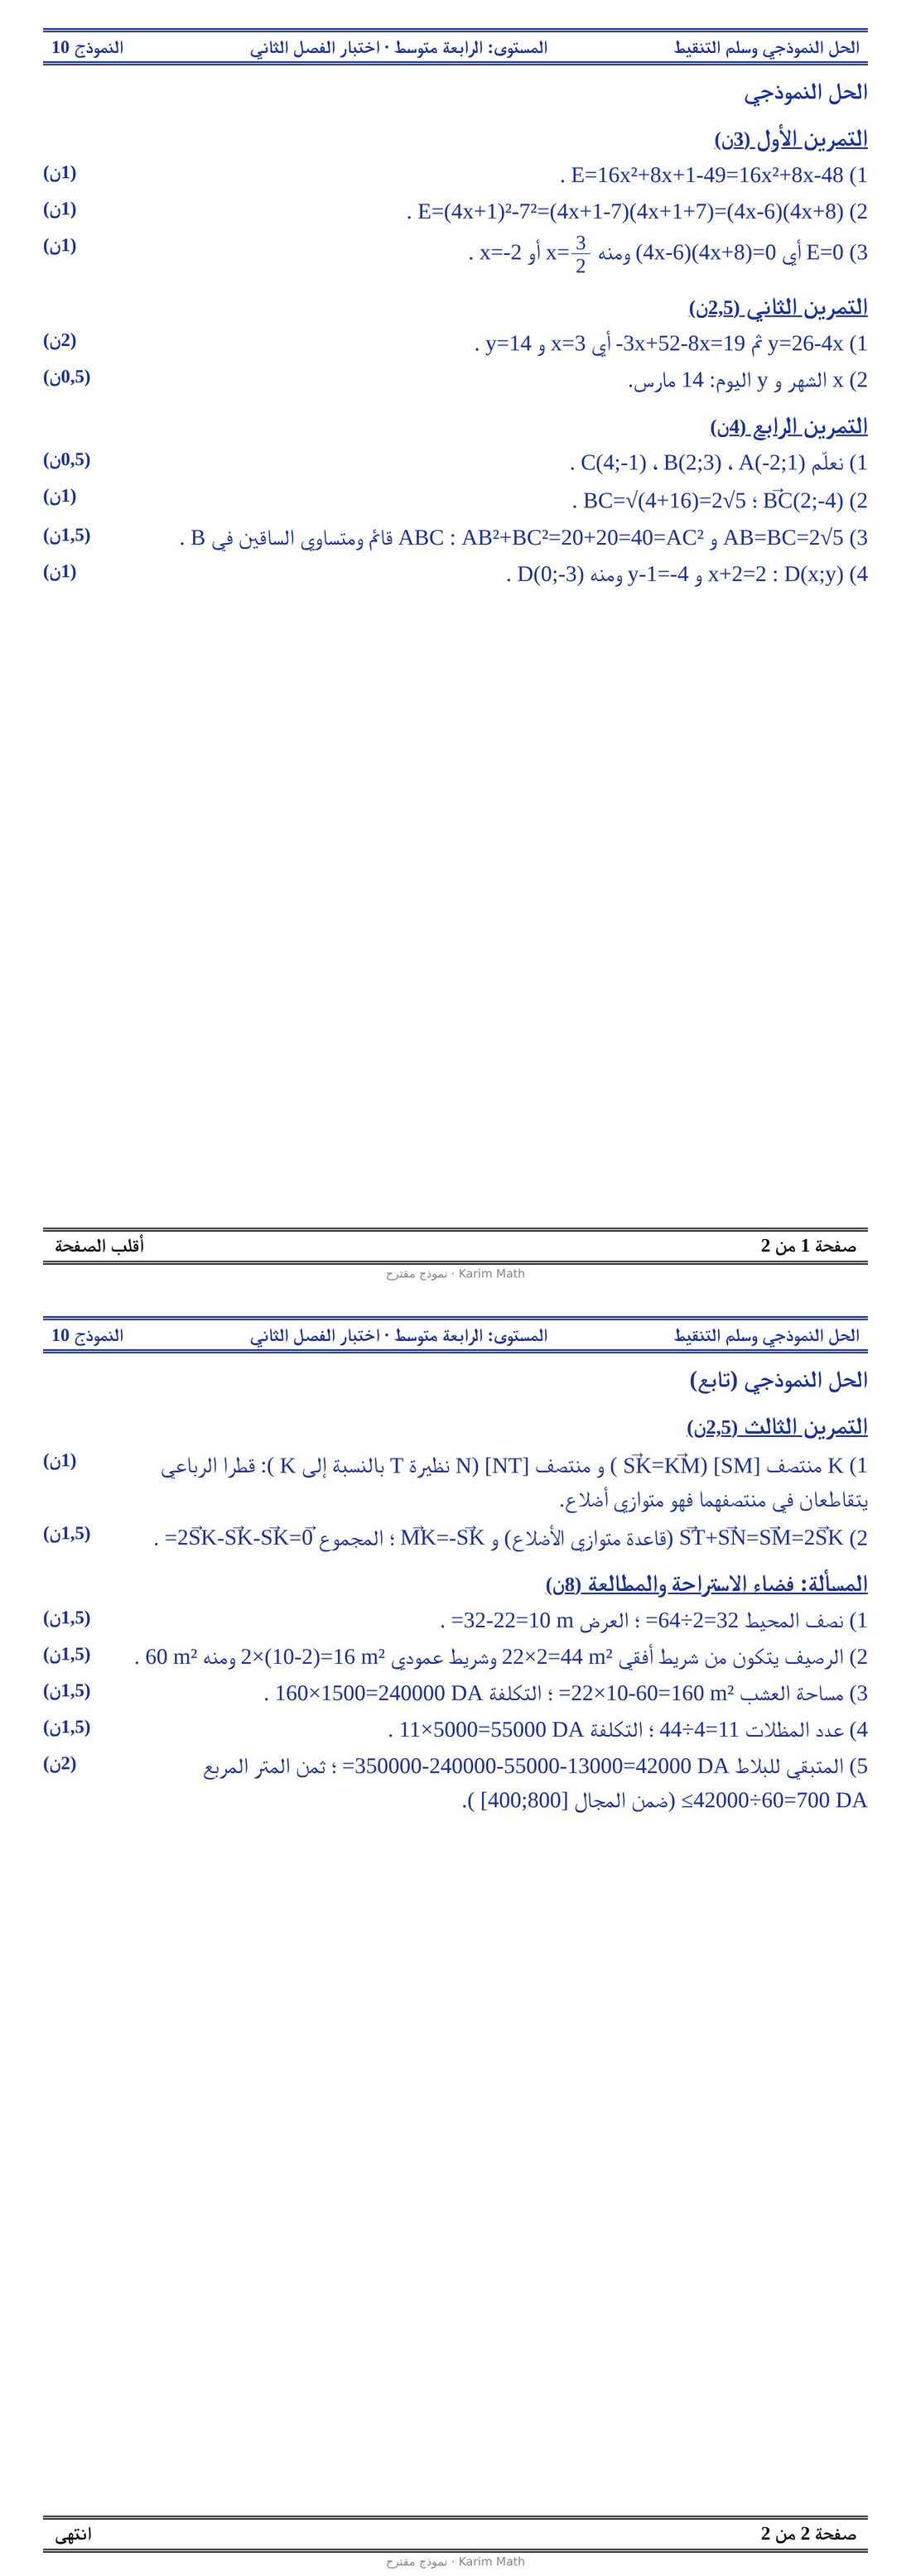 الحل النموذجي وسلم التنقيط المستوى: الرابعة متوسط · اختبار الفصل الثاني النموذج 10
الحل النموذجي
التمرين الأول (3ن)
1) E=16x²+8x+1-49=16x²+8x-48 . (1ن)
2) E=(4x+1)²-7²=(4x+1-7)(4x+1+7)=(4x-6)(4x+8) . (1ن)
3) E=0 أي (4x-6)(4x+8)=0 ومنه x=3/2 أو x=-2 . (1ن)
التمرين الثاني (2,5ن)
1) y=26-4x ثم -3x+52-8x=19 أي x=3 و y=14 . (2ن)
2) x الشهر و y اليوم: 14 مارس. (0,5ن)
التمرين الرابع (4ن)
1) نعلّم A(-2;1) ، B(2;3) ، C(4;-1) . (0,5ن)
2) B⃗C(2;-4) ؛ BC=√(4+16)=2√5 . (1ن)
3) AB=BC=2√5 و ABC : AB²+BC²=20+20=40=AC² قائم ومتساوي الساقين في B . (1,5ن)
4) D(x;y) : x+2=2 و y-1=-4 ومنه D(0;-3) . (1ن)
صفحة 1 من 2 أقلب الصفحة
Karim Math · نموذج مقترح
الحل النموذجي وسلم التنقيط المستوى: الرابعة متوسط · اختبار الفصل الثاني النموذج 10
الحل النموذجي (تابع)
التمرين الثالث (2,5ن)
1) K منتصف [SM] (S⃗K=K⃗M ) و منتصف [NT] (N نظيرة T بالنسبة إلى K ): قطرا الرباعي (1ن)
يتقاطعان في منتصفهما فهو متوازي أضلاع.
2) S⃗T+S⃗N=S⃗M=2S⃗K (قاعدة متوازي الأضلاع) و M⃗K=-S⃗K ؛ المجموع =2S⃗K-S⃗K-S⃗K=0⃗ . (1,5ن)
المسألة: فضاء الاستراحة والمطالعة (8ن)
1) نصف المحيط =64÷2=32 ؛ العرض =32-22=10 m . (1,5ن)
2) الرصيف يتكون من شريط أفقي 22×2=44 m² وشريط عمودي 2×(10-2)=16 m² ومنه 60 m² . (1,5ن)
3) مساحة العشب =22×10-60=160 m² ؛ التكلفة 160×1500=240000 DA . (1,5ن)
4) عدد المظلات 44÷4=11 ؛ التكلفة 11×5000=55000 DA . (1,5ن)
5) المتبقي للبلاط =350000-240000-55000-13000=42000 DA ؛ ثمن المتر المربع (2ن)
≤42000÷60=700 DA (ضمن المجال [400;800] ).
صفحة 2 من 2 انتهى
Karim Math · نموذج مقترح